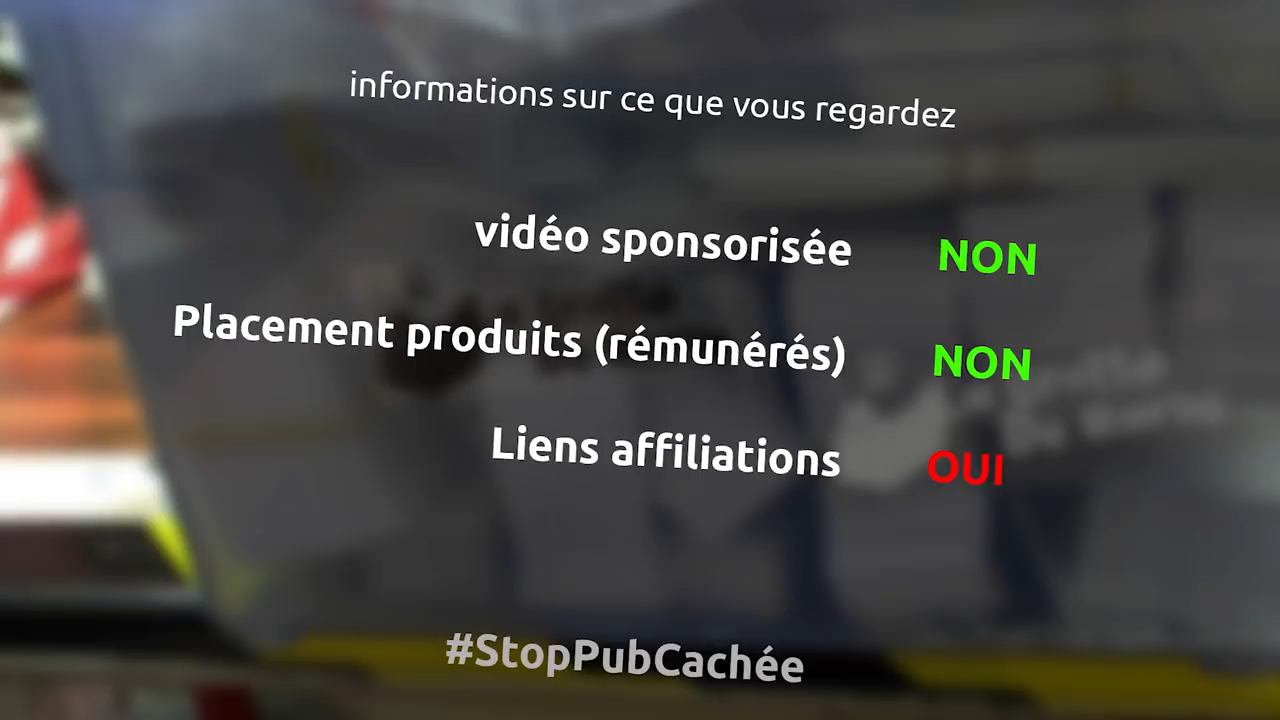 informations sur ce que vous regardez
vidéo sponsorisée NON
Placement produits (rémunérés) NON
Liens affiliations OUI
#StopPubCachée